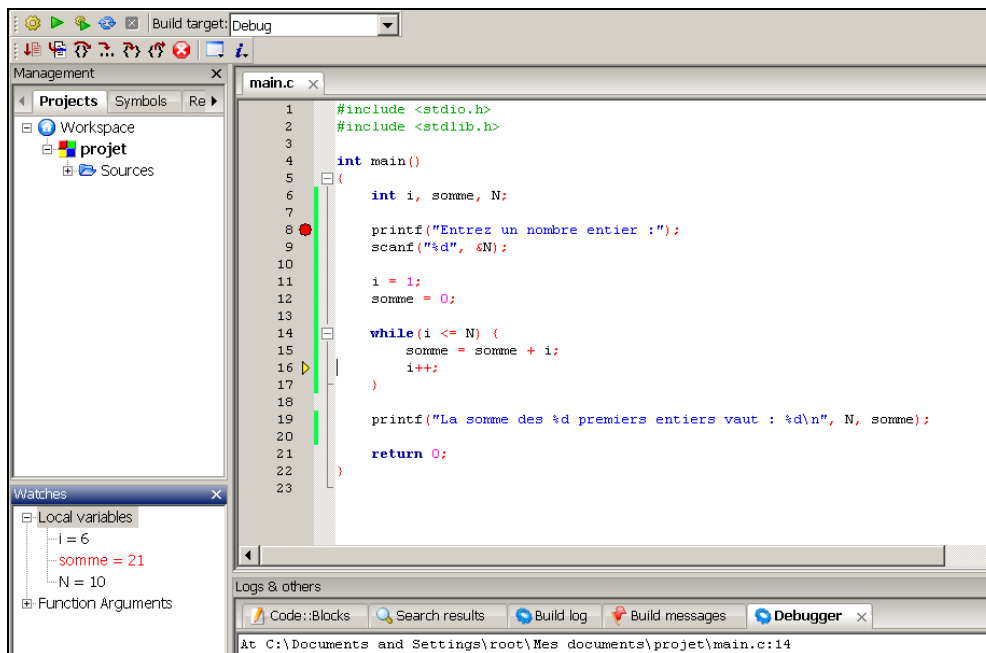 Build target: Debug
Management
Projects Symbols Re
Workspace
projet
Sources
main.c
1 #include <stdio.h>
2 #include <stdlib.h>
3
4 int main()
5 {
6 int i, somme, N;
7
8 printf("Entrez un nombre entier :");
9 scanf("%d", &N);
10
11 i = 1;
12 somme = 0;
13
14 while(i <= N) {
15 somme = somme + i;
16 i++;
17 }
18
19 printf("La somme des %d premiers entiers vaut : %d\n", N, somme);
20
21 return 0;
22 }
23
Watches
Local variables
i = 6
somme = 21
N = 10
Function Arguments
Logs & others
Code::Blocks Search results Build log Build messages Debugger
At C:\Documents and Settings\root\Mes documents\projet\main.c:14